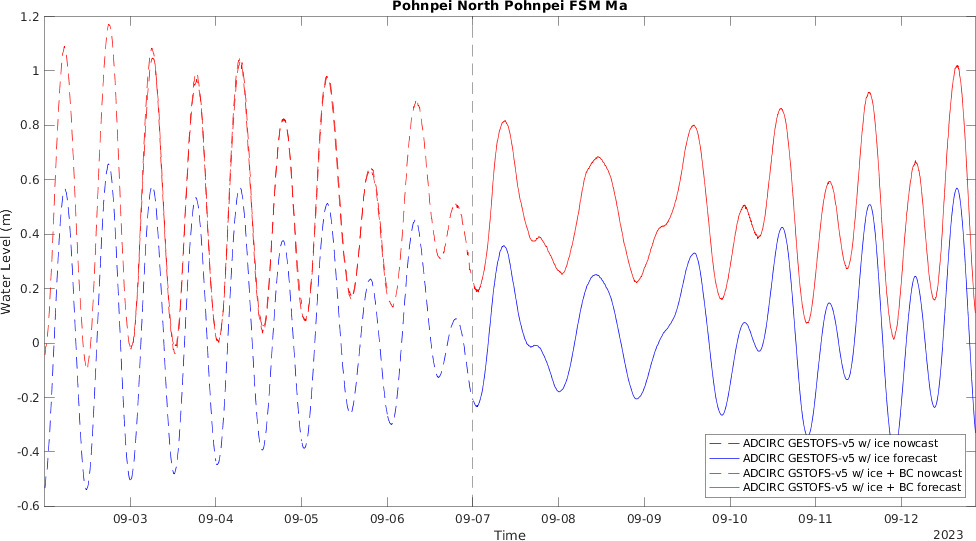 Pohnpei North Pohnpei FSM Ma
1.2
1
0.8
0.6
0.4
0.2
0
-0.2
-0.4
-0.6
Water Level (m)
ADCIRC GESTOFS-v5 w/ ice nowcast
ADCIRC GESTOFS-v5 w/ ice forecast
ADCIRC GSTOFS-v5 w/ ice + BC nowcast
ADCIRC GSTOFS-v5 w/ ice + BC forecast
09-03 09-04 09-05 09-06 09-07 09-08 09-09 09-10 09-11 09-12
Time
2023